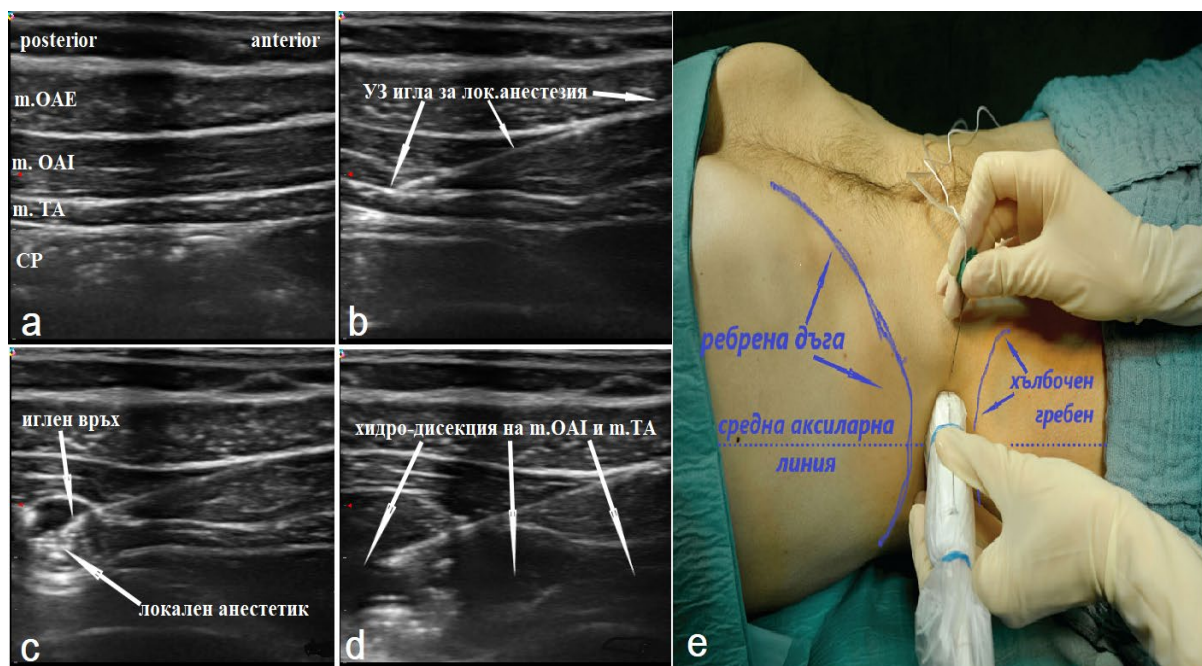 posterior
anterior
m.OAE
m. OAI
m. TA
CP
a
УЗ игла за лок.анестезия
b
иглен връх
локален анестетик
c
хидро-дисекция на m.OAI и m.TA
d
ребрена дъга
хълбочен
гребен
средна аксиларна
линия
e